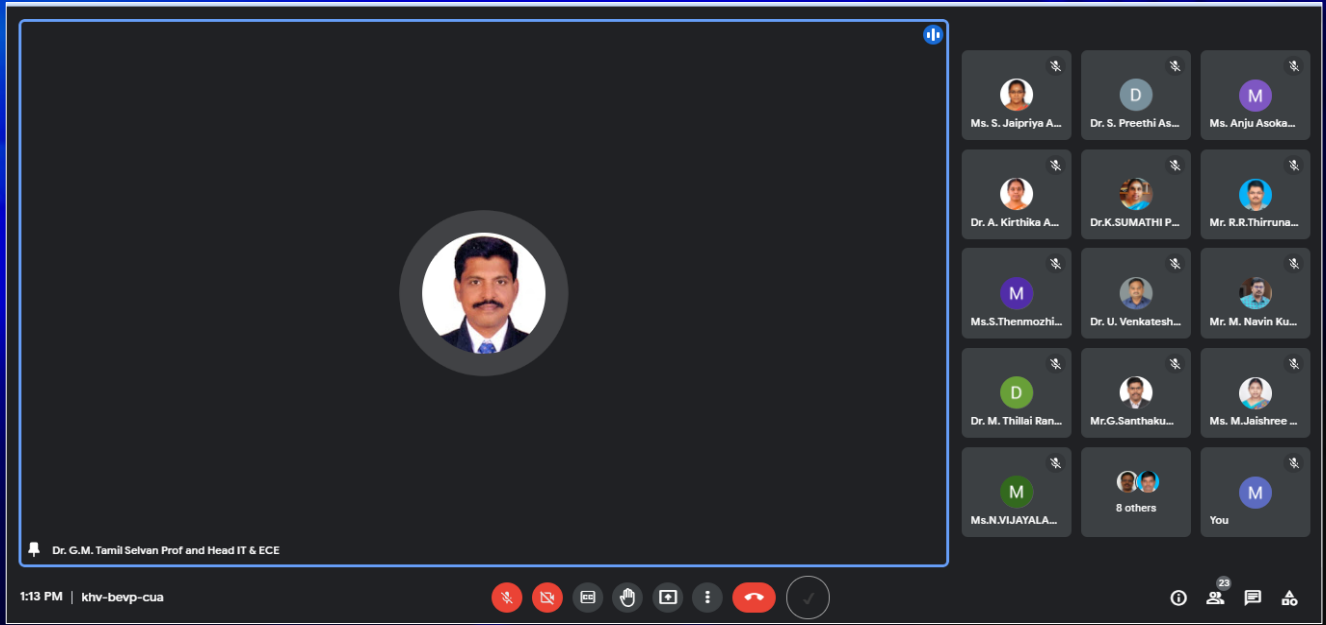 Ms. S. Jaipriya A...
D
Dr. S. Preethi As...
M
Ms. Anju Asoka...
Dr. A. Kirthika A...
Dr.K.SUMATHI P...
Mr. R.R.Thirruna...
M
Ms.S.Thenmozhi...
Dr. U. Venkatesh...
Mr. M. Navin Ku...
D
Dr. M. Thillai Ran...
Mr.G.Santhaku...
Ms. M.Jaishree ...
M
Ms.N.VIJAYALA...
8 others
M
You
Dr. G.M. Tamil Selvan Prof and Head IT & ECE
1:13 PM | khv-bevp-cua
CC
23